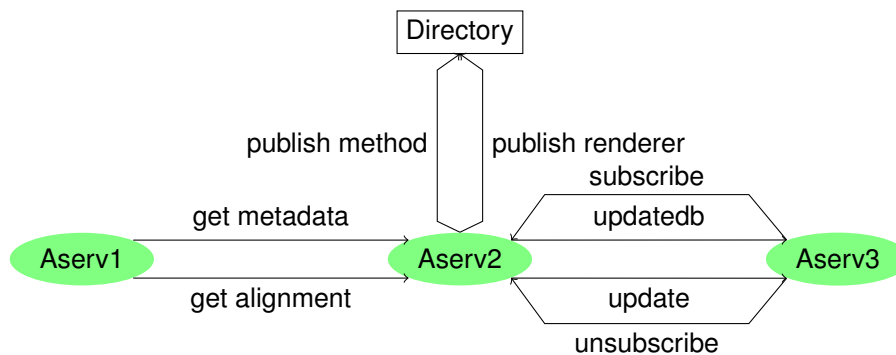 Directory
publish method
publish renderer
subscribe
get metadata
updatedb
Aserv1
Aserv2
Aserv3
get alignment
update
unsubscribe